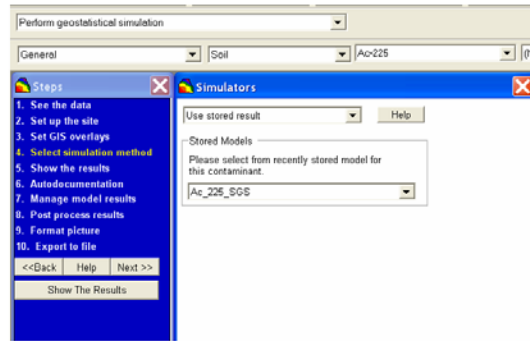 Perform geostatistical simulation
General
Soil
Ac-225
Steps
1. See the data
2. Set up the site
3. Set GIS overlays
4. Select simulation method
5. Show the results
6. Autodocumentation
7. Manage model results
8. Post process results
9. Format picture
10. Export to file
<<Back
Help
Next >>
Show The Results
Simulators
Use stored result
Help
Stored Models
Please select from recently stored model for
this contaminant.
Ac_225_SGS